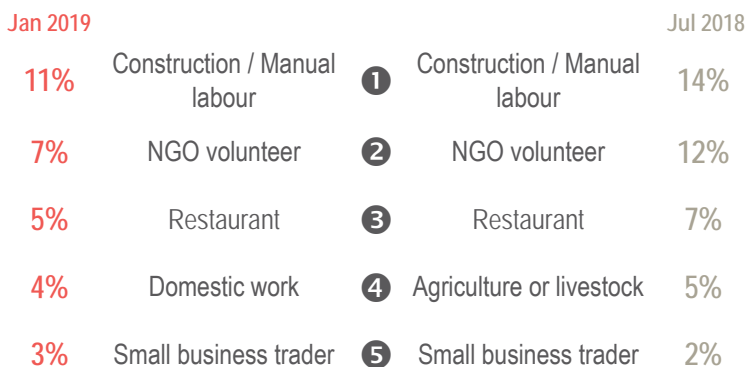 Jan 2019 Jul 2018
11% Construction / Manual labour ❶ Construction / Manual labour 14%
7% NGO volunteer ❷ NGO volunteer 12%
5% Restaurant ❸ Restaurant 7%
4% Domestic work ❹ Agriculture or livestock 5%
3% Small business trader ❺ Small business trader 2%